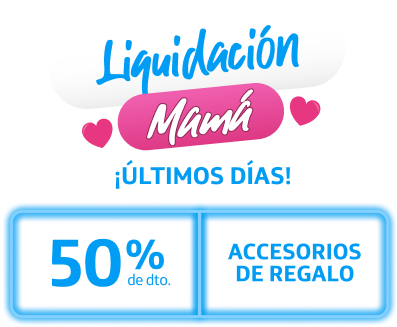 Liquidación
Mamá
¡ÚLTIMOS DÍAS!
50%
de dto.
ACCESORIOS
DE REGALO